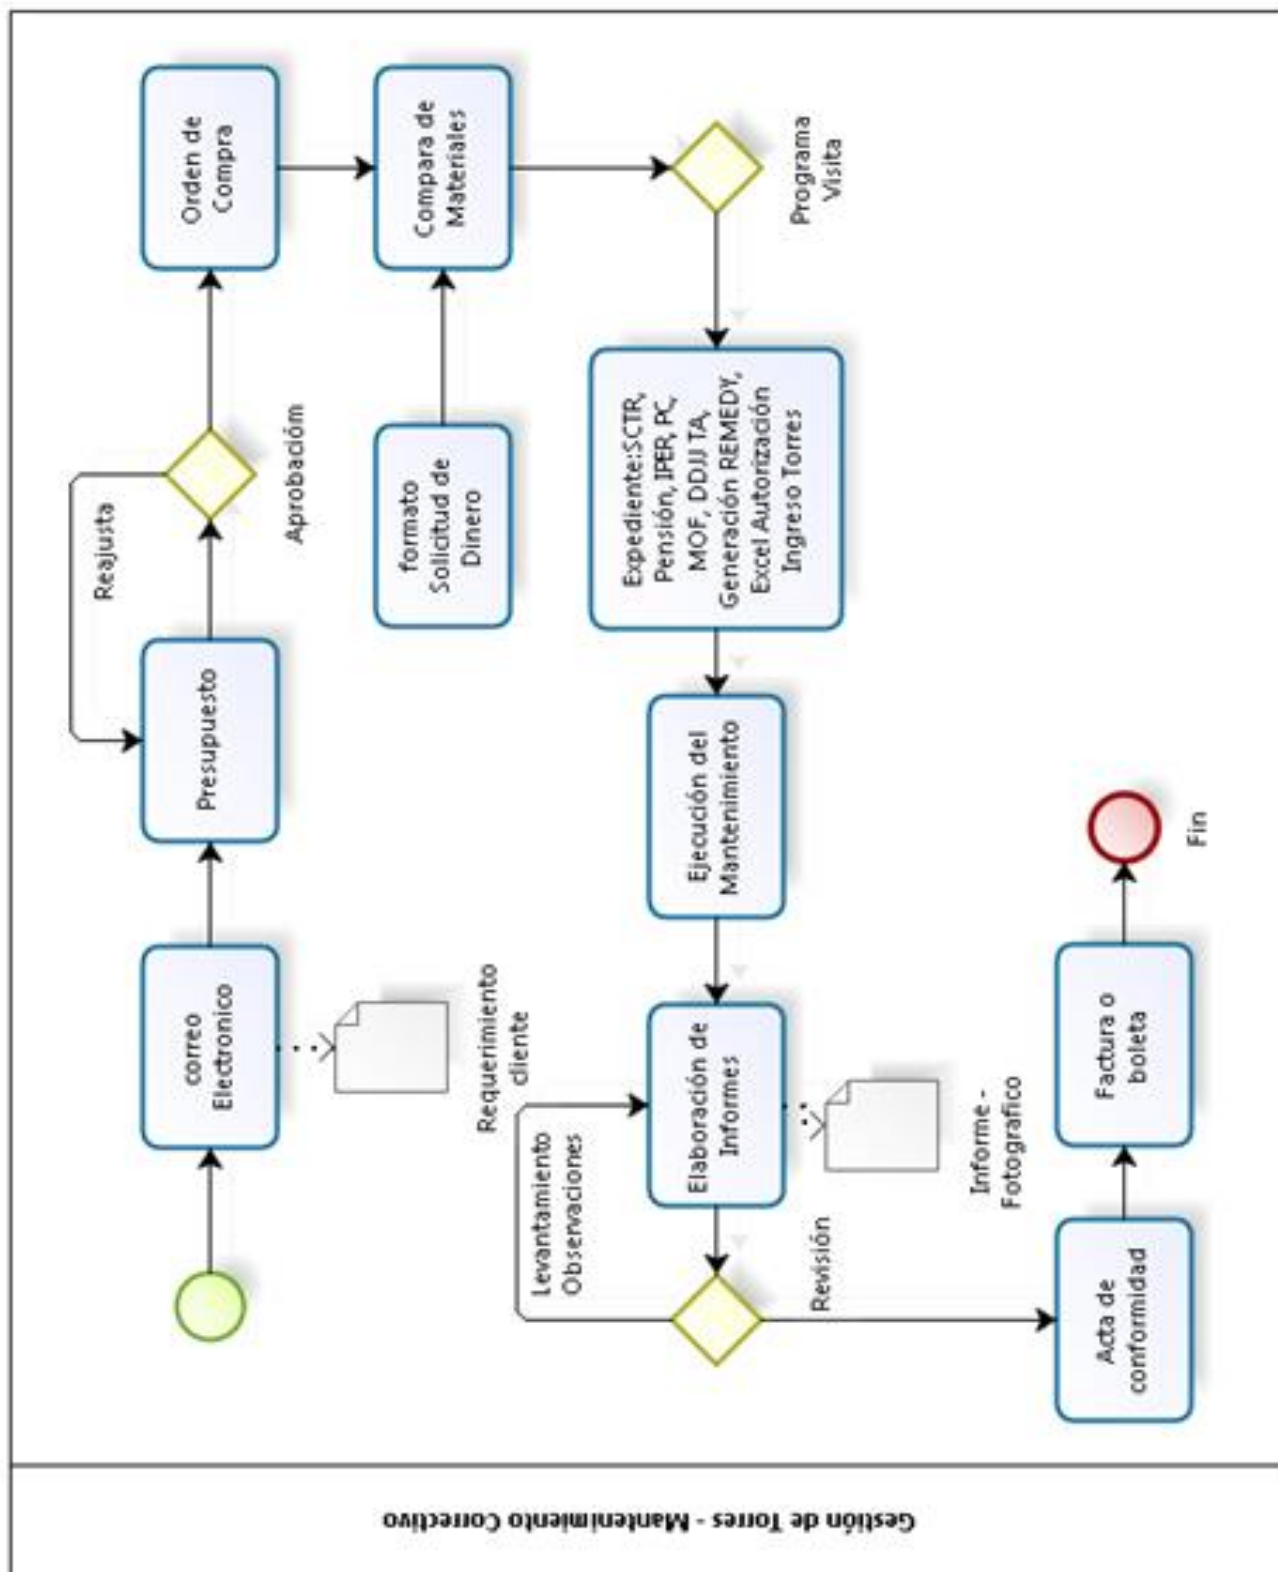 Gestión de Torres - Mantenimiento Correctivo
correo
Electronico
Requerimiento
cliente
Presupuesto
Reajusta
Aprobacióm
Orden de
Compra
formato
Solicitud de
Dinero
Compara de
Materiales
Programa
Visita
Expediente:SCTR,
Pensión, IPER, PC,
MOF, DDJJ TA,
Generación REMEDY,
Excel Autorización
Ingreso Torres
Ejecución del
Mantenimiento
Elaboración de
Informes
Informe -
Fotografico
Levantamiento
Observaciones
Revisión
Acta de
conformidad
Factura o
boleta
Fin